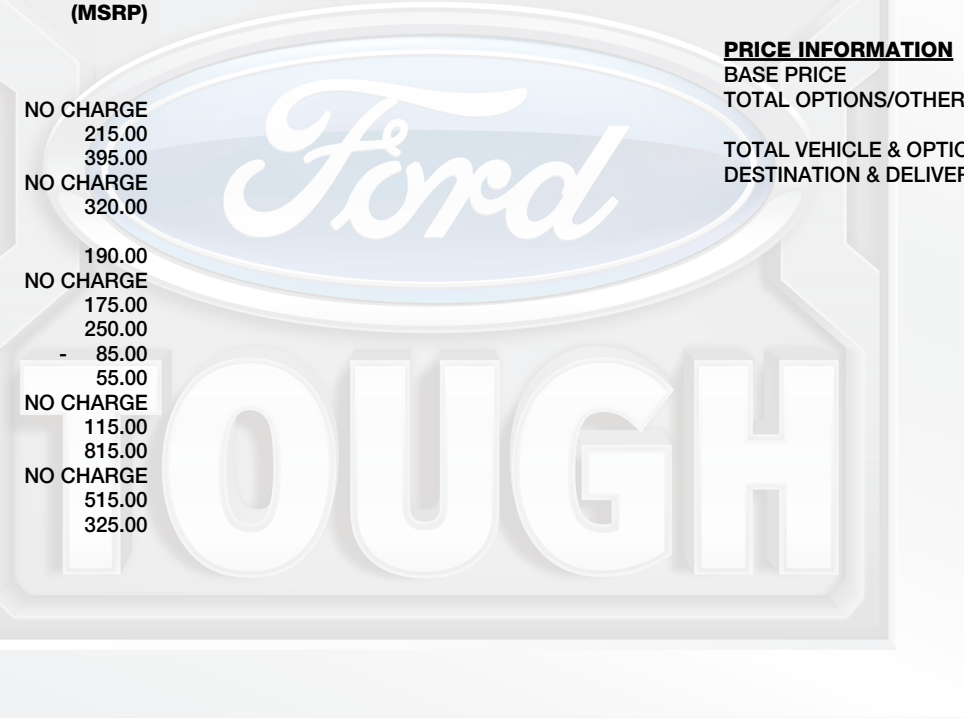 (MSRP)
NO CHARGE
215.00
395.00
NO CHARGE
320.00
190.00
NO CHARGE
175.00
250.00
- 85.00
55.00
NO CHARGE
115.00
815.00
NO CHARGE
515.00
325.00
PRICE INFORMATION
BASE PRICE
TOTAL OPTIONS/OTHER
TOTAL VEHICLE & OPTIO
DESTINATION & DELIVER
Ford
TOUGH